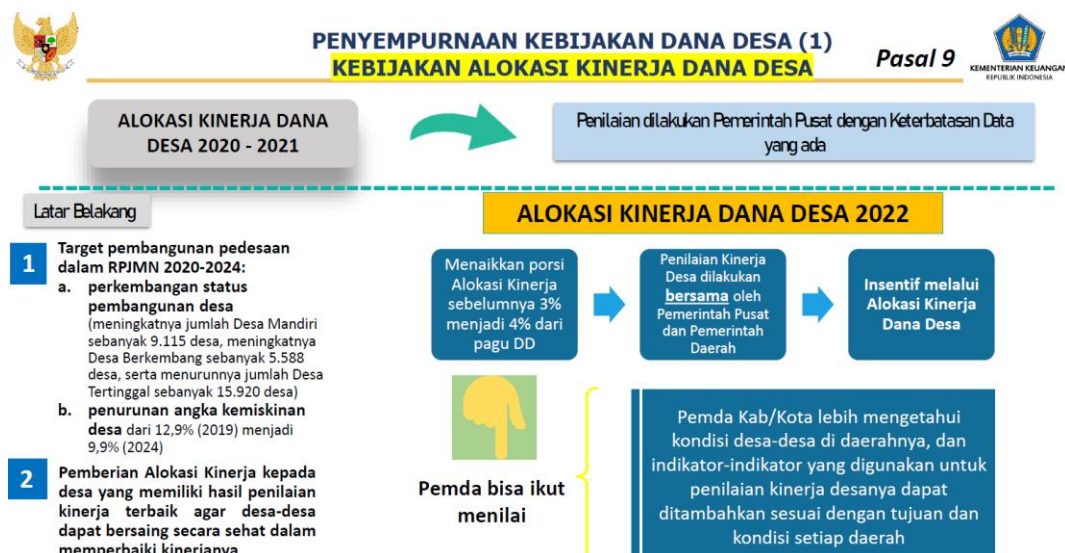 PENYEMPURNAAN KEBIJAKAN DANA DESA (1)
KEBIJAKAN ALOKASI KINERJA DANA DESA
Pasal 9
KEMENTERIAN KEUANGAN
REPUBLIK INDONESIA
ALOKASI KINERJA DANA
DESA 2020 - 2021
Penilaian dilakukan Pemerintah Pusat dengan Keterbatasan Data
yang ada
Latar Belakang
1
Target pembangunan pedesaan
dalam RPJMN 2020-2024:
a. perkembangan status
pembangunan desa
(meningkatnya jumlah Desa Mandiri
sebanyak 9.115 desa, meningkatnya
Desa Berkembang sebanyak 5.588
desa, serta menurunnya jumlah Desa
Tertinggal sebanyak 15.920 desa)
b. penurunan angka kemiskinan
desa dari 12,9% (2019) menjadi
9,9% (2024)
2
Pemberian Alokasi Kinerja kepada
desa yang memiliki hasil penilaian
kinerja terbaik agar desa-desa
dapat bersaing secara sehat dalam
memperbaiki kinerjanya
ALOKASI KINERJA DANA DESA 2022
Menaikkan porsi
Alokasi Kinerja
sebelumnya 3%
menjadi 4% dari
pagu DD
Penilaian Kinerja
Desa dilakukan
bersama oleh
Pemerintah Pusat
dan Pemerintah
Daerah
Insentif melalui
Alokasi Kinerja
Dana Desa
Pemda bisa ikut
menilai
Pemda Kab/Kota lebih mengetahui
kondisi desa-desa di daerahnya, dan
indikator-indikator yang digunakan untuk
penilaian kinerja desanya dapat
ditambahkan sesuai dengan tujuan dan
kondisi setiap daerah